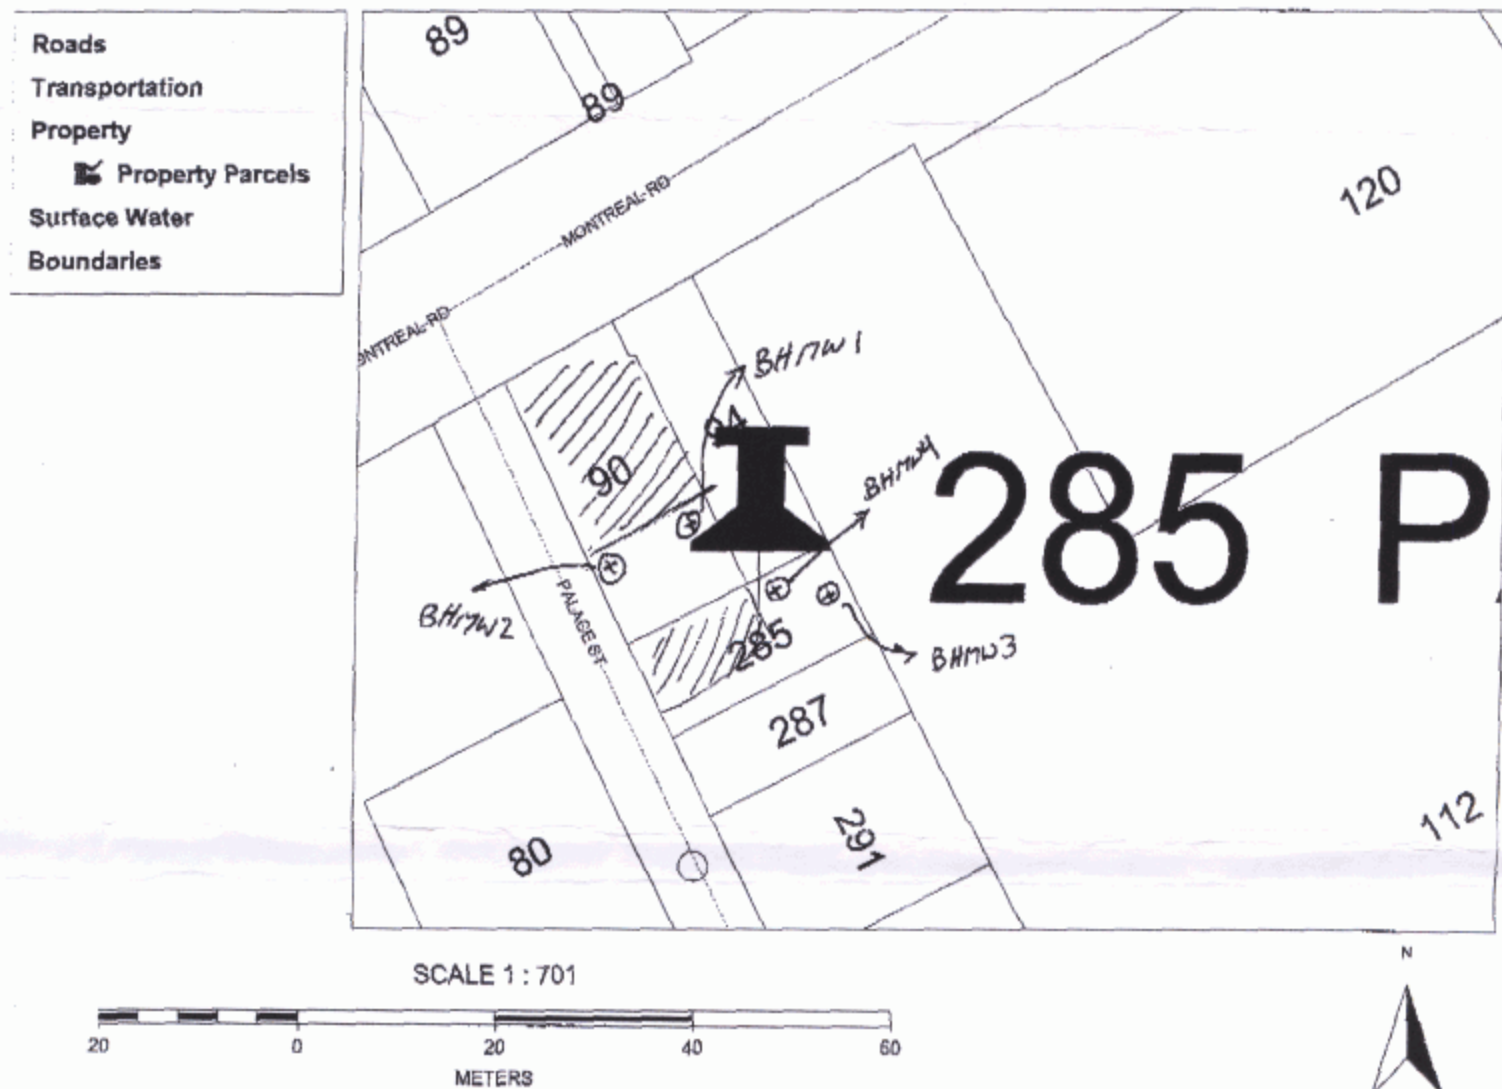 Roads
Transportation
Property
Property Parcels
Surface Water
Boundaries
89
89
120
MONTREAL RD
ONTREAL RD
BHMW1
94
90
BHMW4
285 P
BHMW2
PALACE ST
285
BHMW3
287
291
112
80
SCALE 1 : 701
20 0 20 40 60
METERS
N